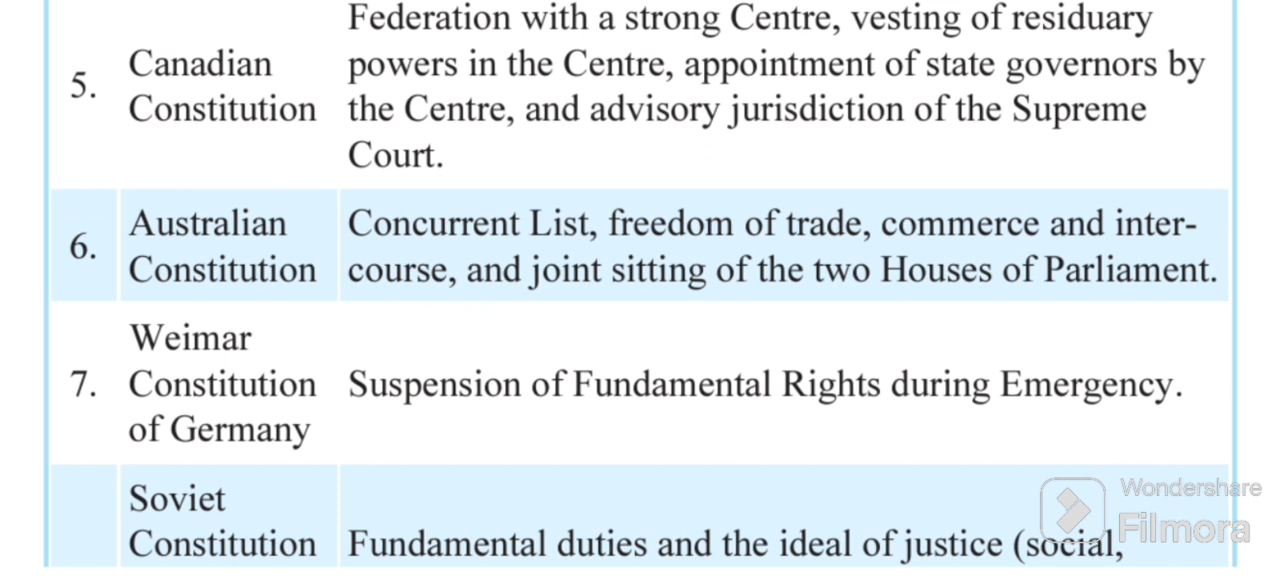 Federation with a strong Centre, vesting of residuary
5.
Canadian
Constitution
powers in the Centre, appointment of state governors by
the Centre, and advisory jurisdiction of the Supreme
Court.
6.
Australian
Constitution
Concurrent List, freedom of trade, commerce and inter-
course, and joint sitting of the two Houses of Parliament.
7.
Weimar
Constitution
of Germany
Suspension of Fundamental Rights during Emergency.
Soviet
Constitution
Fundamental duties and the ideal of justice (social,
Wondershare
Filmora